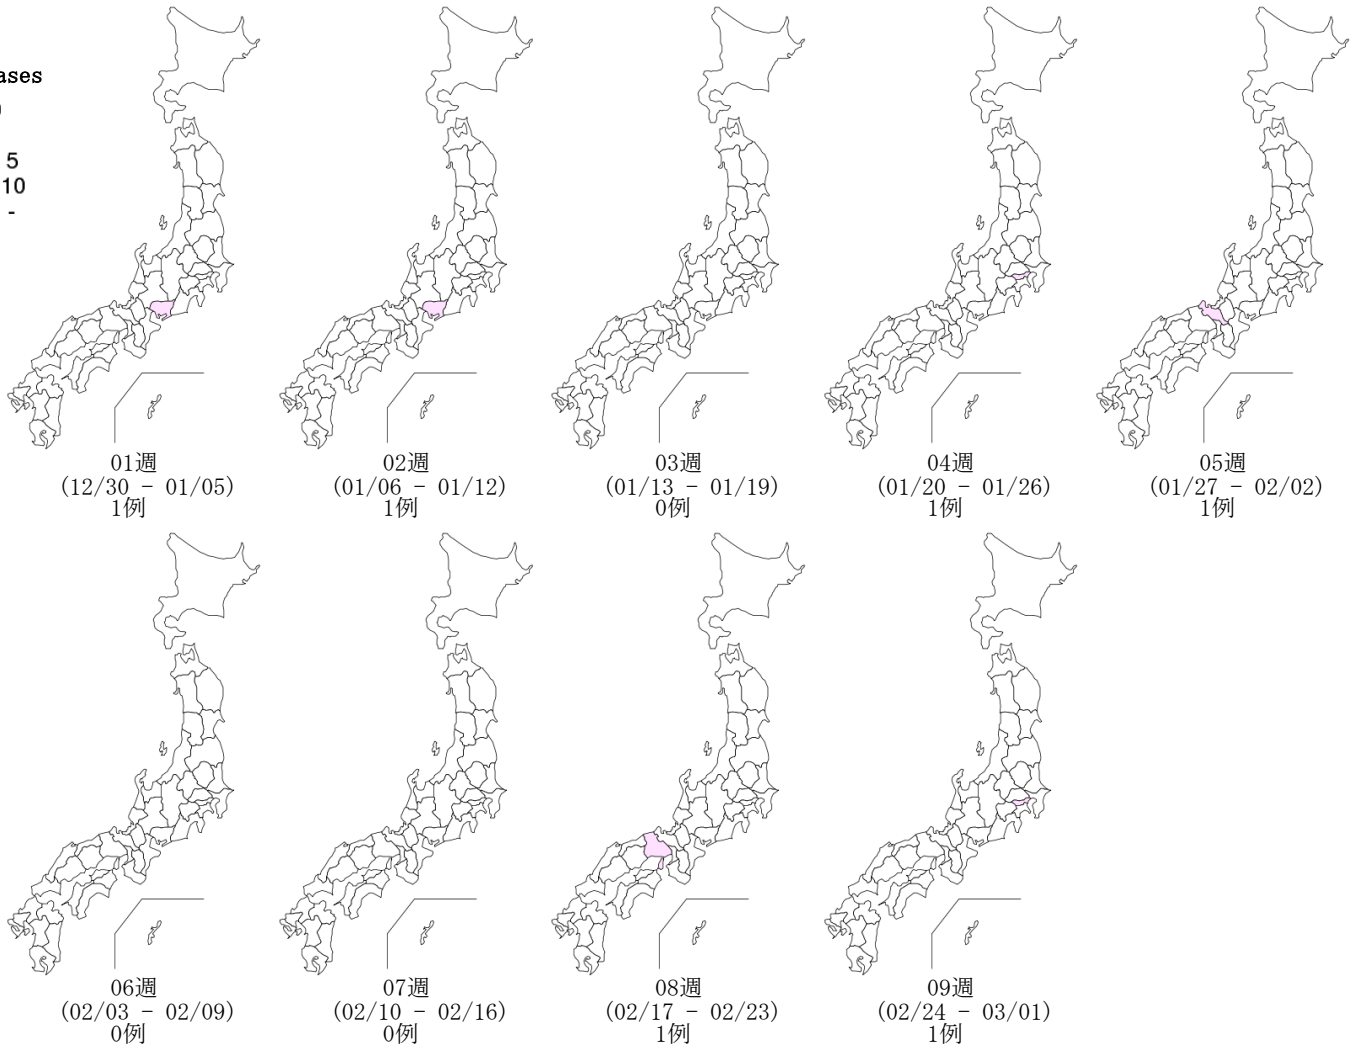 ases
5
10
-
01週
(12/30 - 01/05)
1例
02週
(01/06 - 01/12)
1例
03週
(01/13 - 01/19)
0例
04週
(01/20 - 01/26)
1例
05週
(01/27 - 02/02)
1例
06週
(02/03 - 02/09)
0例
07週
(02/10 - 02/16)
0例
08週
(02/17 - 02/23)
1例
09週
(02/24 - 03/01)
1例